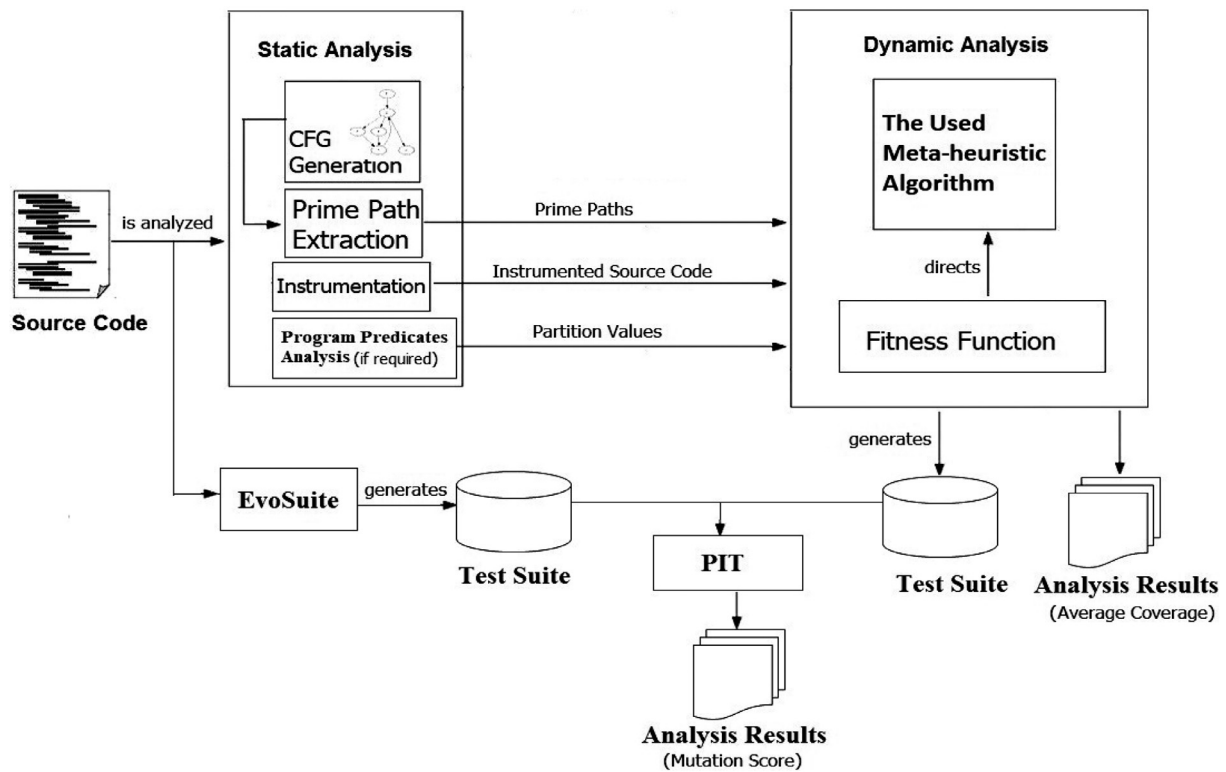 Static Analysis
CFG
Generation
Prime Path
Extraction
Instrumentation
Program Predicates
Analysis (if required)
is analyzed
Source Code
Prime Paths
Instrumented Source Code
Partition Values
Dynamic Analysis
The Used
Meta-heuristic
Algorithm
directs
Fitness Function
generates
EvoSuite
generates
Test Suite
PIT
Test Suite
Analysis Results
(Average Coverage)
Analysis Results
(Mutation Score)